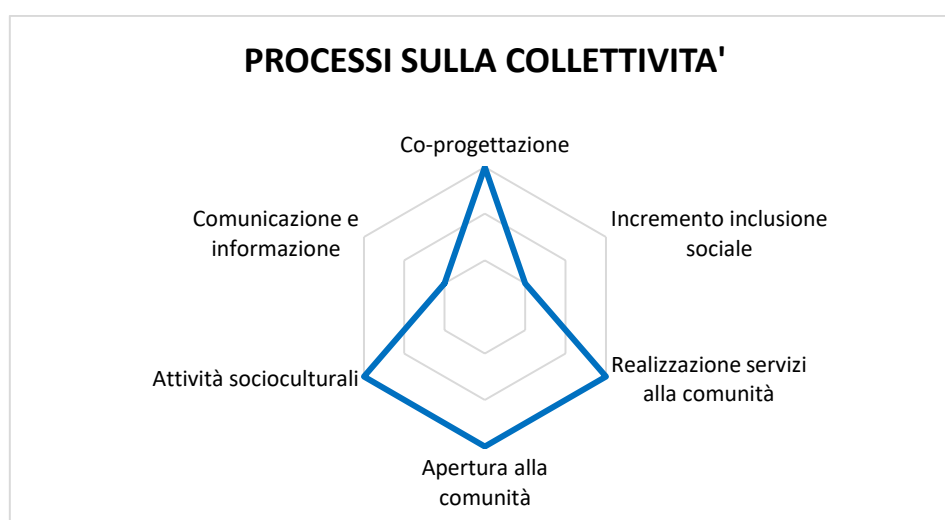 PROCESSI SULLA COLLETTIVITA'
Co-progettazione
Comunicazione e
informazione
Incremento inclusione
sociale
Attività socioculturali
Realizzazione servizi
alla comunità
Apertura alla
comunità